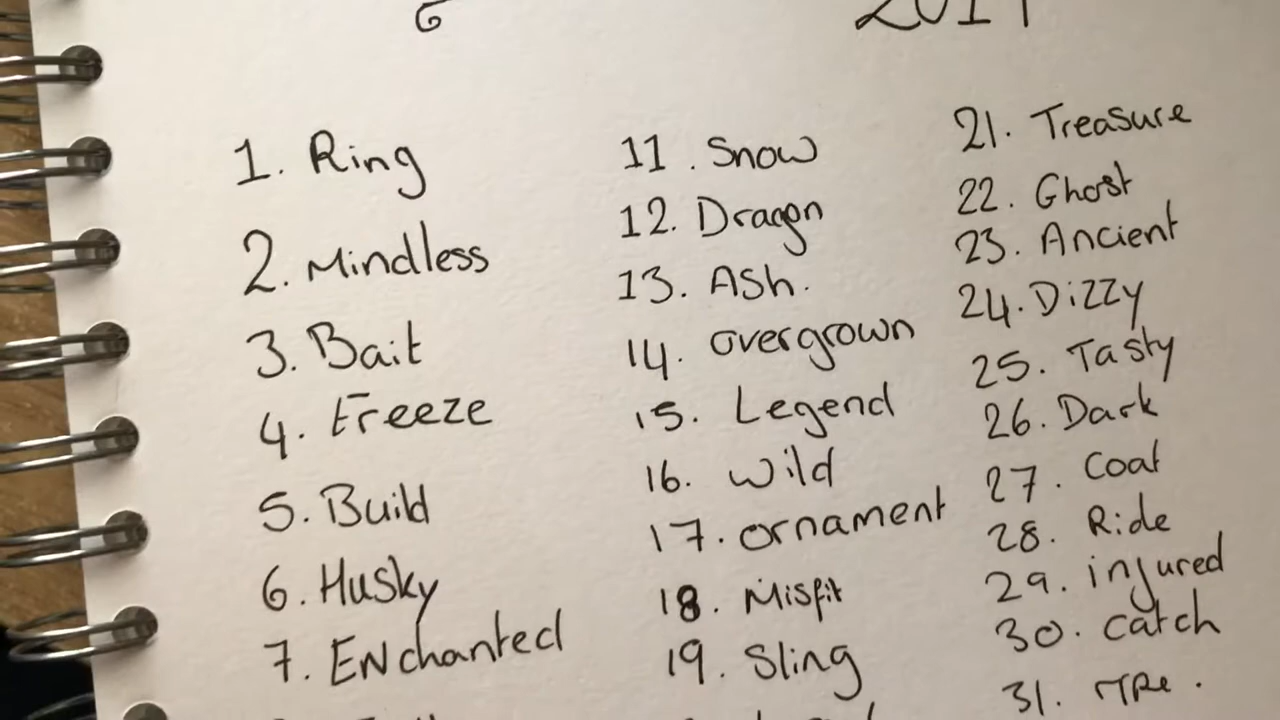 2019
1. Ring
2. Mindless
3. Bait
4. Freeze
5. Build
6. Husky
7. ENchanted
11. Snow
12. Dragon
13. ASh.
14. overgrown
15. Legend
16. wild
17. ornament
18. Misfit
19. Sling
21. Treasure
22. Ghost
23. Ancient
24. Dizzy
25. Tasty
26. Dark
27. Coat
28. Ride
29. injured
30. catch
31.